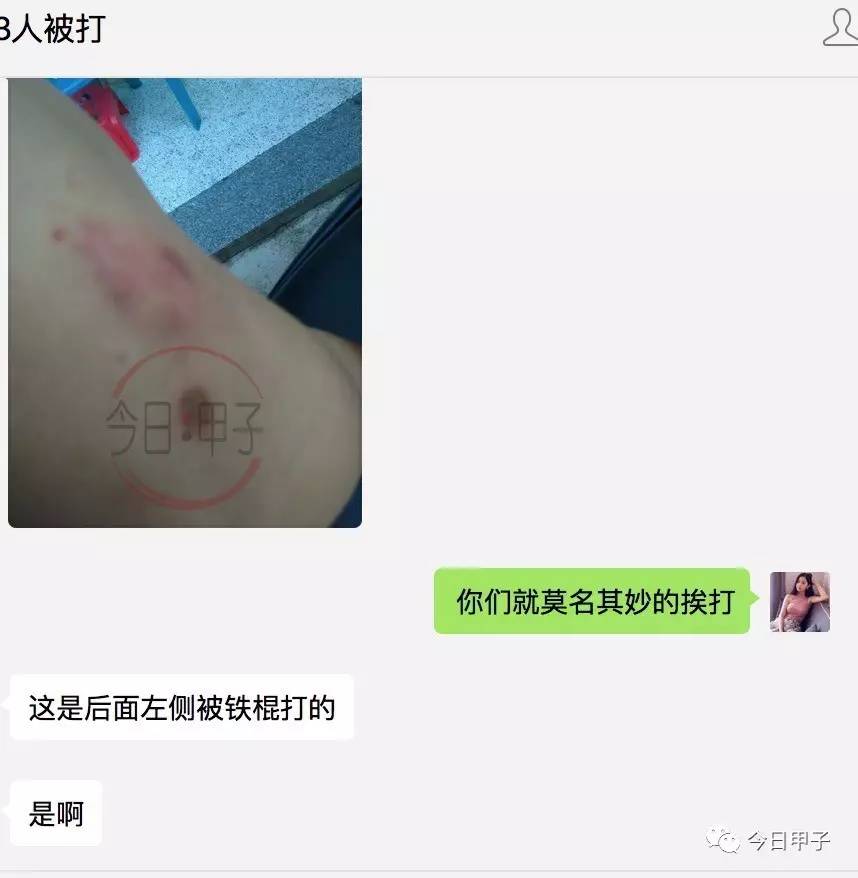 3人被打
今日甲子
你们就莫名其妙的挨打
这是后面左侧被铁棍打的
是啊
今日甲子